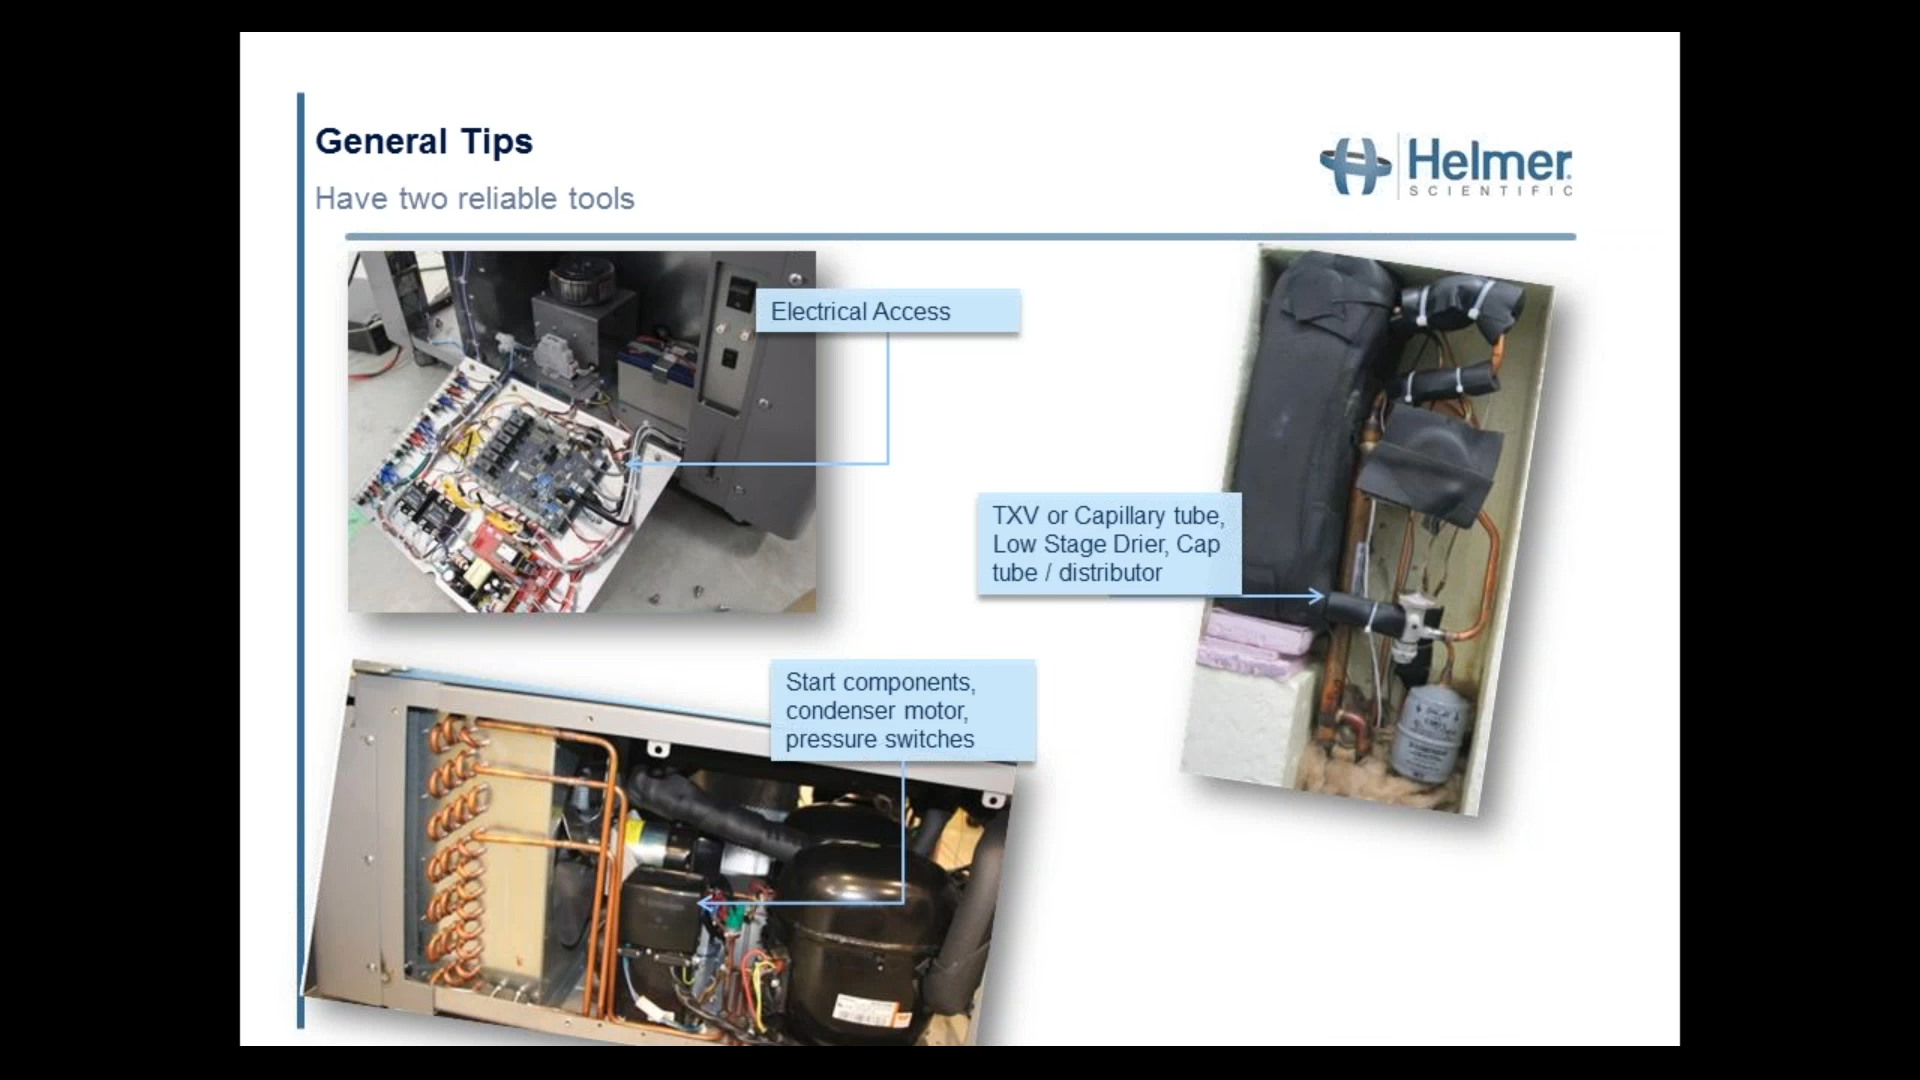 General Tips
Have two reliable tools
Helmer
SCIENTIFIC
Electrical Access
TXV or Capillary tube,
Low Stage Drier, Cap
tube / distributor
Start components,
condenser motor,
pressure switches